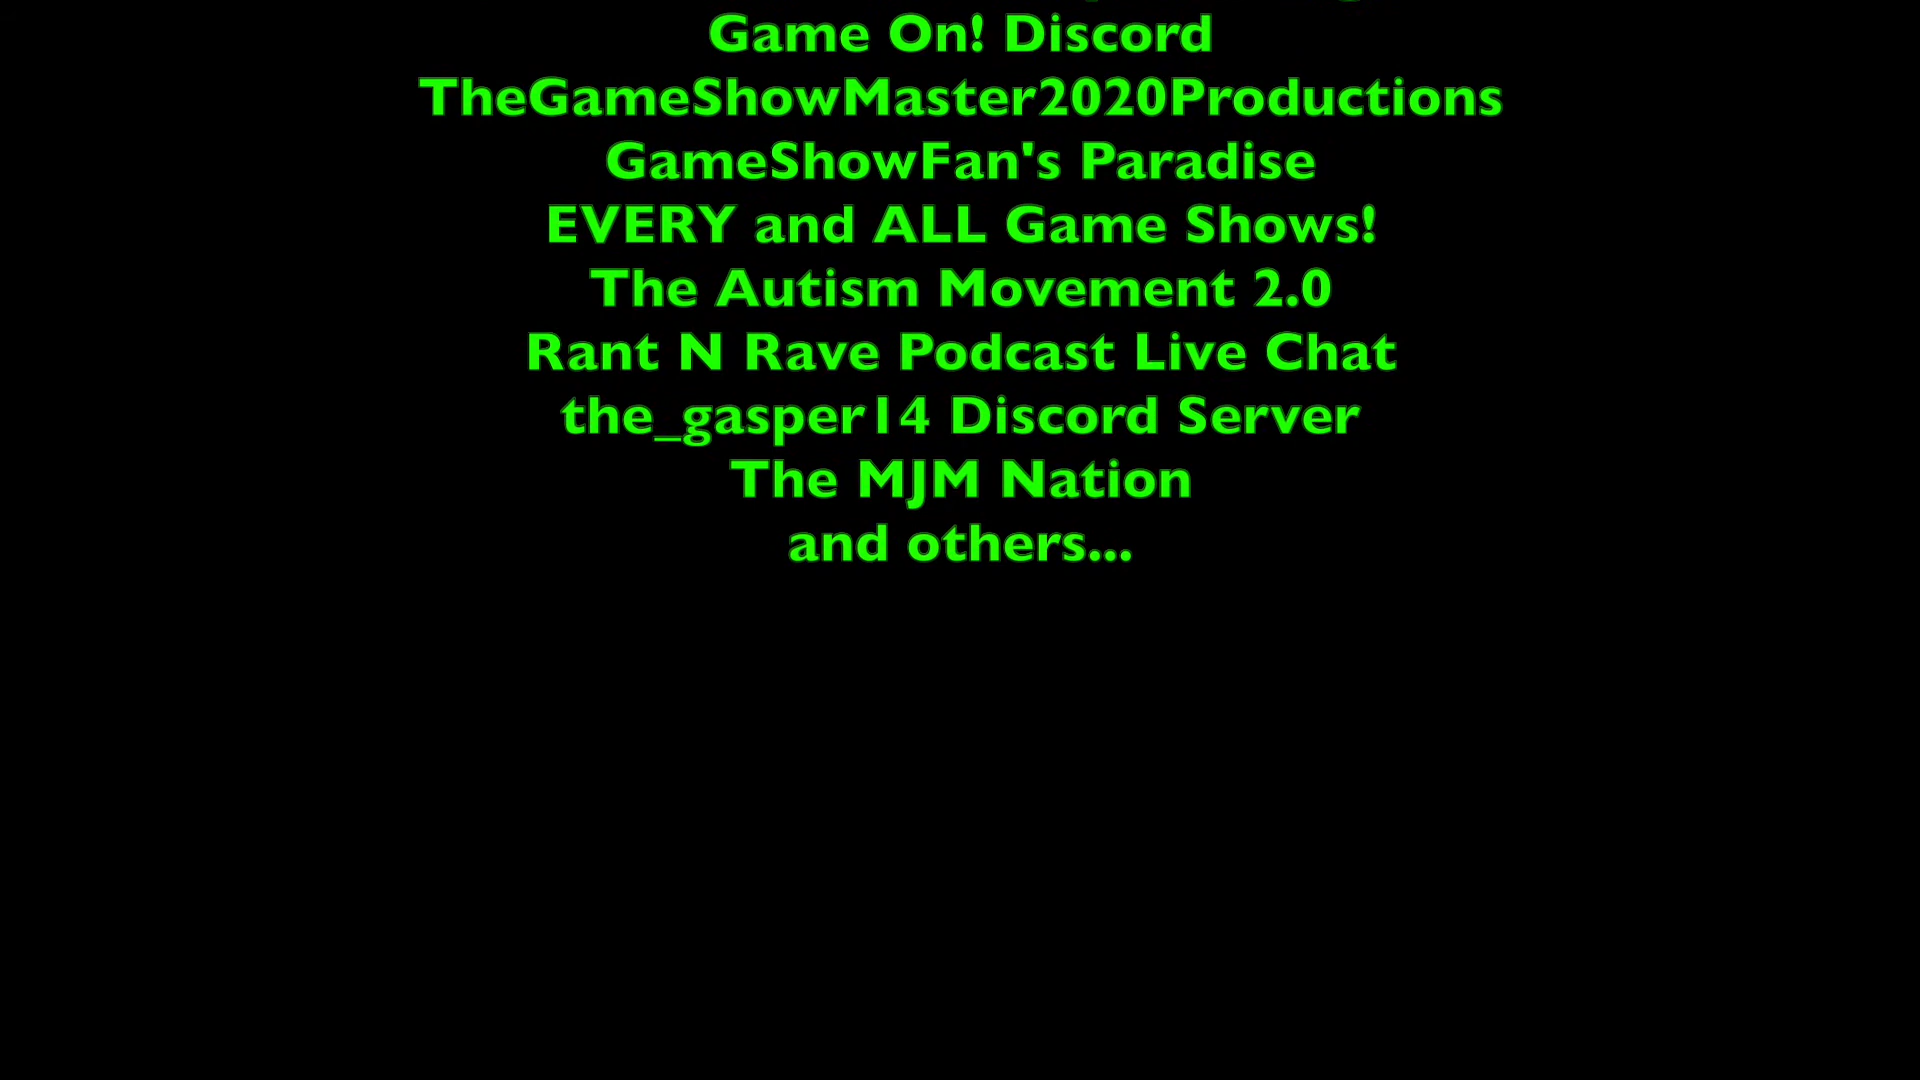 Game On! Discord
TheGameShowMaster2020Productions
GameShowFan's Paradise
EVERY and ALL Game Shows!
The Autism Movement 2.0
Rant N Rave Podcast Live Chat
the_gasper14 Discord Server
The MJM Nation
and others...